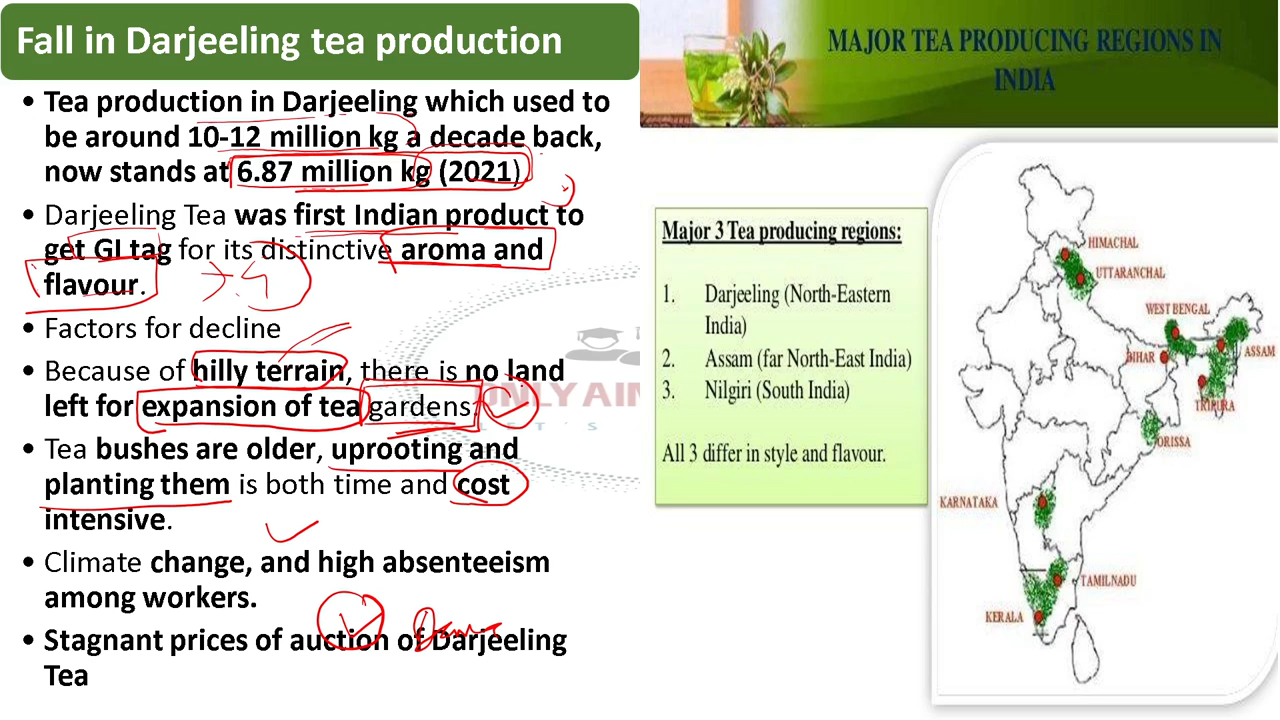 Fall in Darjeeling tea production
• Tea production in Darjeeling which used to
be around 10-12 million kg a decade back,
now stands at 6.87 million kg (2021)
• Darjeeling Tea was first Indian product to
get GI tag for its distinctive aroma and
flavour.
• Factors for decline
• Because of hilly terrain, there is no land
left for expansion of tea gardens.
• Tea bushes are older, uprooting and
planting them is both time and cost
intensive.
• Climate change, and high absenteeism
among workers.
• Stagnant prices of auction of Darjeeling
Tea
LET'S
MAJOR TEA PRODUCING REGIONS IN
INDIA
Major 3 Tea producing regions:
1. Darjeeling (North-Eastern
India)
2. Assam (far North-East India)
3. Nilgiri (South India)
All 3 differ in style and flavour.
HIMACHAL
UTTARANCHAL
WEST BENGAL
BIHAR
ASSAM
TRIPURA
ORISSA
KARNATAKA
TAMILNADU
KERALA